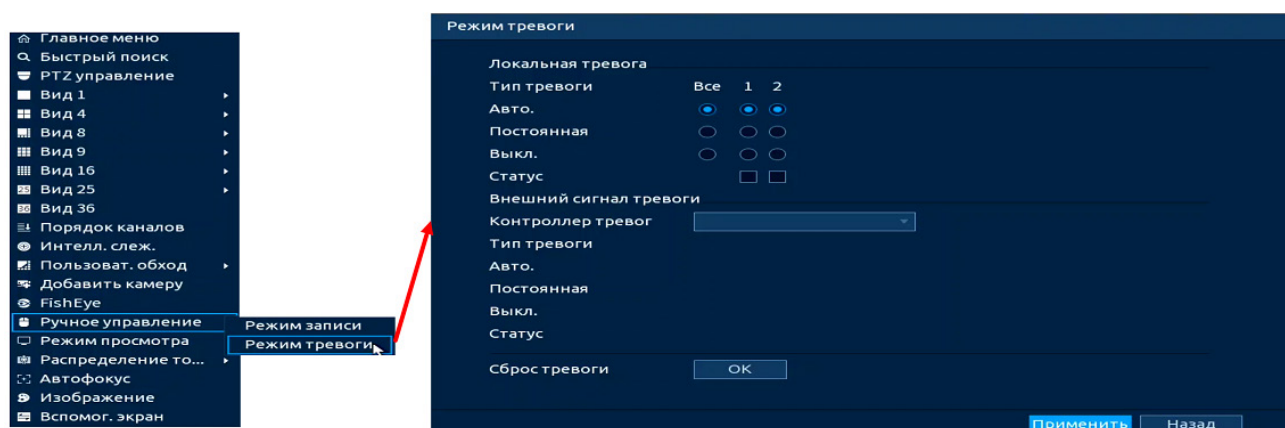 Главное меню
Быстрый поиск
PTZ управление
Вид 1
Вид 4
Вид 8
Вид 9
Вид 16
25 Вид 25
36 Вид 36
Порядок каналов
Интелл. слеж.
Пользоват. обход
Добавить камеру
FishEye
Ручное управление
Режим просмотра
Распределение то...
Автофокус
Изображение
Вспомог. экран
Режим записи
Режим тревоги
Режим тревоги
Локальная тревога
Тип тревоги Все 1 2
Авто.
Постоянная
Выкл.
Статус
Внешний сигнал тревоги
Контроллер тревог
Тип тревоги
Авто.
Постоянная
Выкл.
Статус
Сброс тревоги OK
Применить Назад